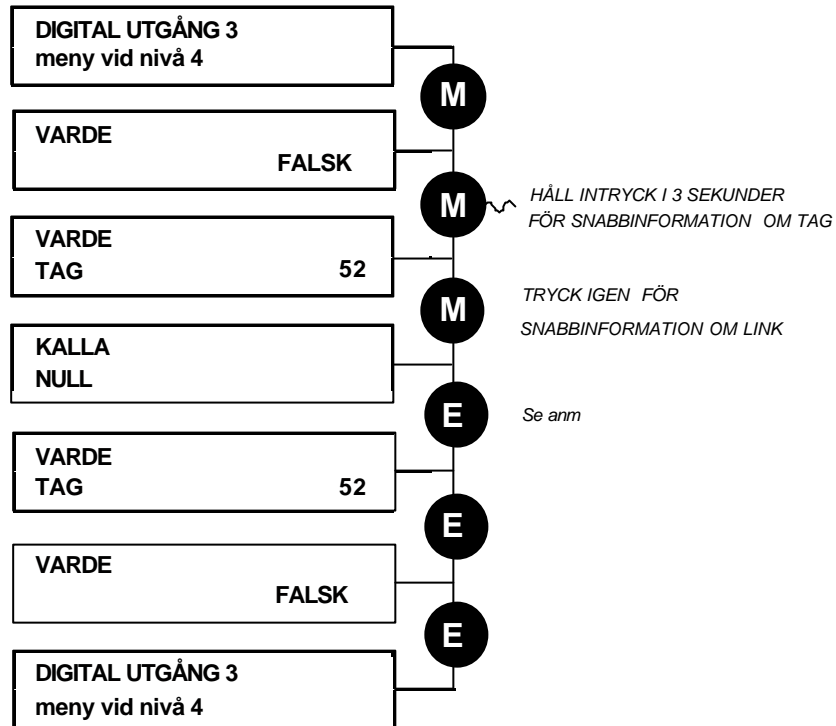 DIGITAL UTGÅNG 3
meny vid nivå 4
M
VARDE
FALSK
M
HÅLL INTRYCK I 3 SEKUNDER
FÖR SNABBINFORMATION OM TAG
VARDE
TAG 52
M
TRYCK IGEN FÖR
SNABBINFORMATION OM LINK
KALLA
NULL
E
Se anm
VARDE
TAG 52
E
VARDE
FALSK
E
DIGITAL UTGÅNG 3
meny vid nivå 4